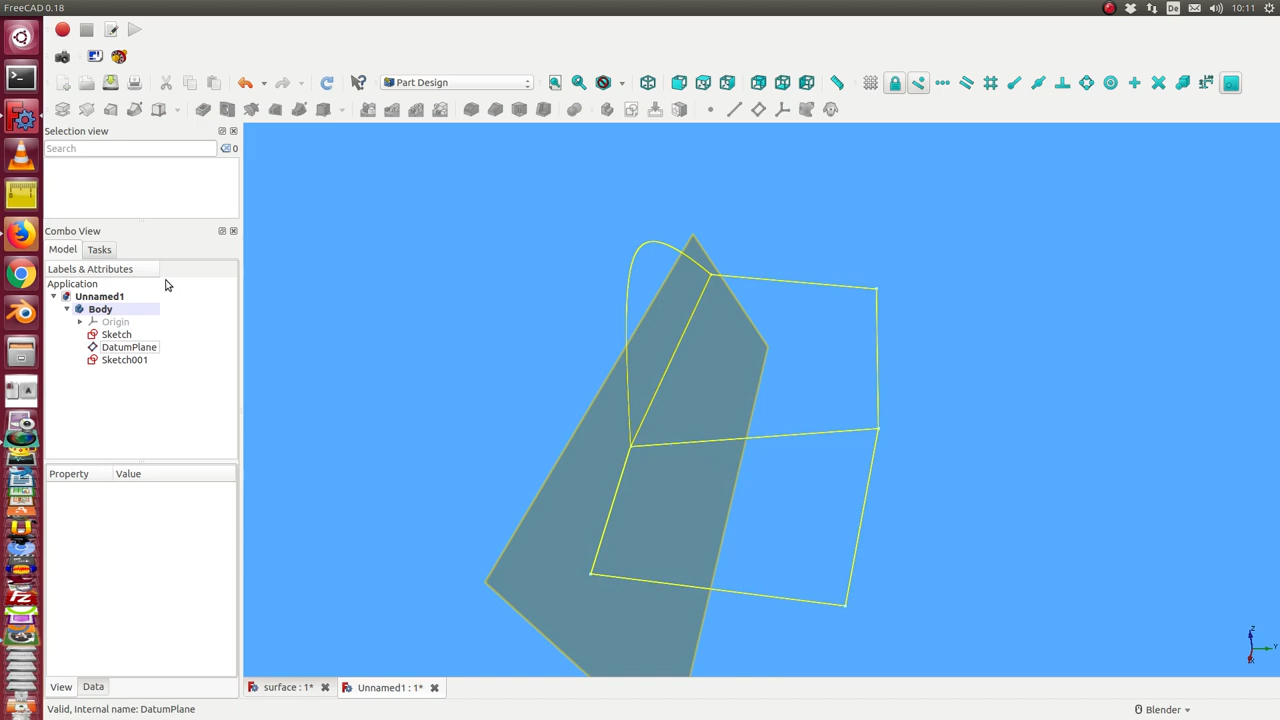 FreeCAD 0.18
De
10:11
Part Design
Selection view
Search
0
Combo View
Model
Tasks
Labels & Attributes
Application
Unnamed1
Body
Origin
Sketch
DatumPlane
Sketch001
Property
Value
Z
Y
View
Data
surface : 1*
Unnamed1 : 1*
Valid, Internal name: DatumPlane
Blender